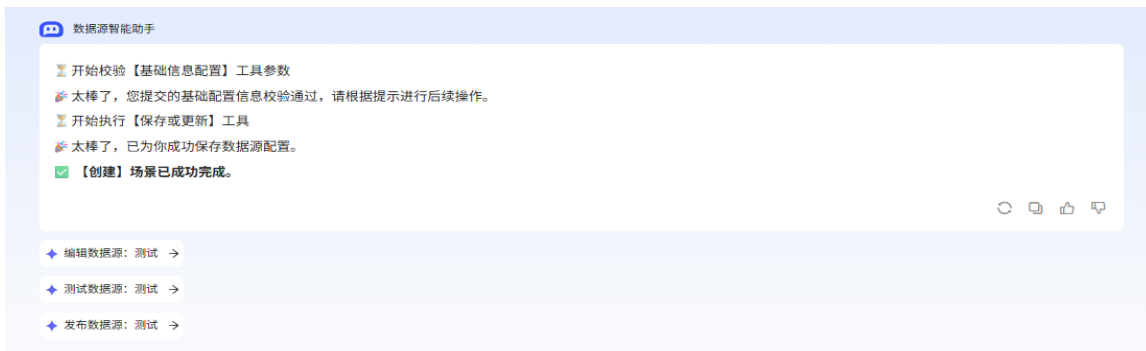 数据源智能助手
⏳ 开始校验【基础信息配置】工具参数
🎉 太棒了，您提交的基础配置信息校验通过，请根据提示进行后续操作。
⏳ 开始执行【保存或更新】工具
🎉 太棒了，已为你成功保存数据源配置。
✅ 【创建】场景已成功完成。
编辑数据源：测试 →
测试数据源：测试 →
发布数据源：测试 →